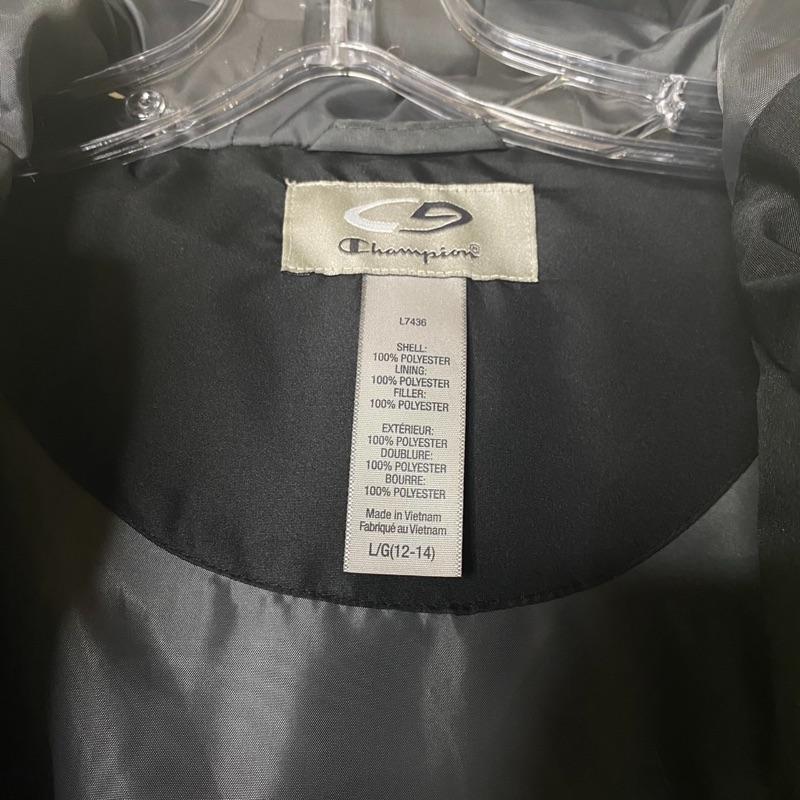 Champion®
L7436
SHELL:
100% POLYESTER
LINING:
100% POLYESTER
FILLER:
100% POLYESTER
EXTÉRIEUR:
100% POLYESTER
DOUBLURE:
100% POLYESTER
BOURRE:
100% POLYESTER
Made in Vietnam
Fabriqué au Vietnam
L/G(12-14)